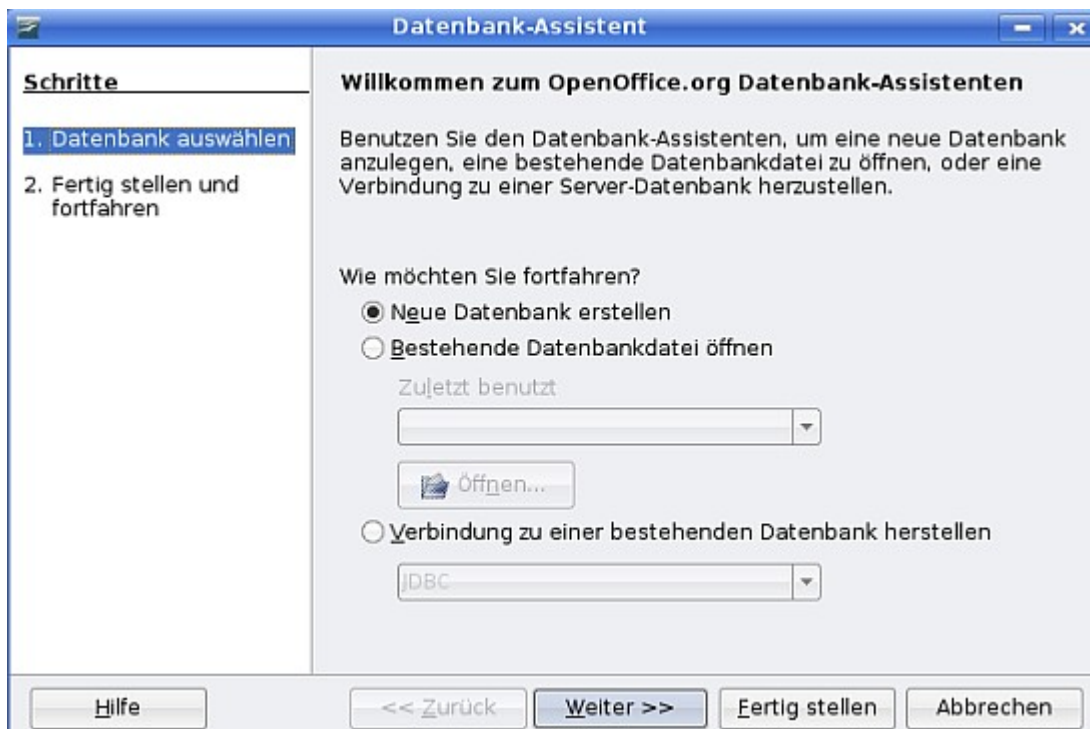 Datenbank-Assistent
Schritte
1. Datenbank auswählen
2. Fertig stellen und
fortfahren
Willkommen zum OpenOffice.org Datenbank-Assistenten
Benutzen Sie den Datenbank-Assistenten, um eine neue Datenbank
anzulegen, eine bestehende Datenbankdatei zu öffnen, oder eine
Verbindung zu einer Server-Datenbank herzustellen.
Wie möchten Sie fortfahren?
Neue Datenbank erstellen
Bestehende Datenbankdatei öffnen
Zuletzt benutzt
Öffnen...
Verbindung zu einer bestehenden Datenbank herstellen
JDBC
Hilfe
<< Zurück
Weiter >>
Fertig stellen
Abbrechen